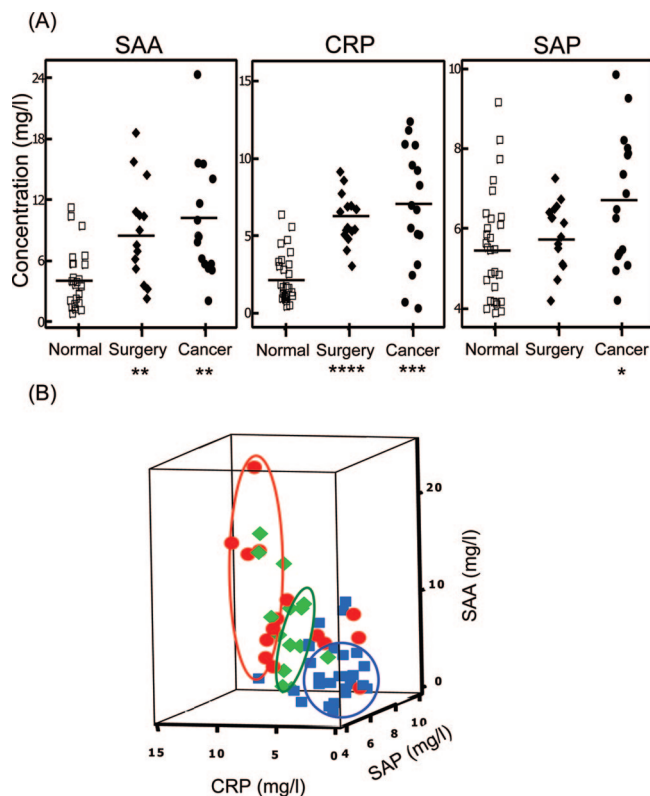 (A)
SAA CRP SAP
Concentration (mg/l)
24
18
12
6
0
15
10
5
0
10
8
6
4
Normal Surgery Cancer Normal Surgery Cancer Normal Surgery Cancer
** ** **** *** *
(B)
20
10
0
SAA (mg/l)
15 10 5 0
4 6 8 10
CRP (mg/l)
SAP (mg/l)